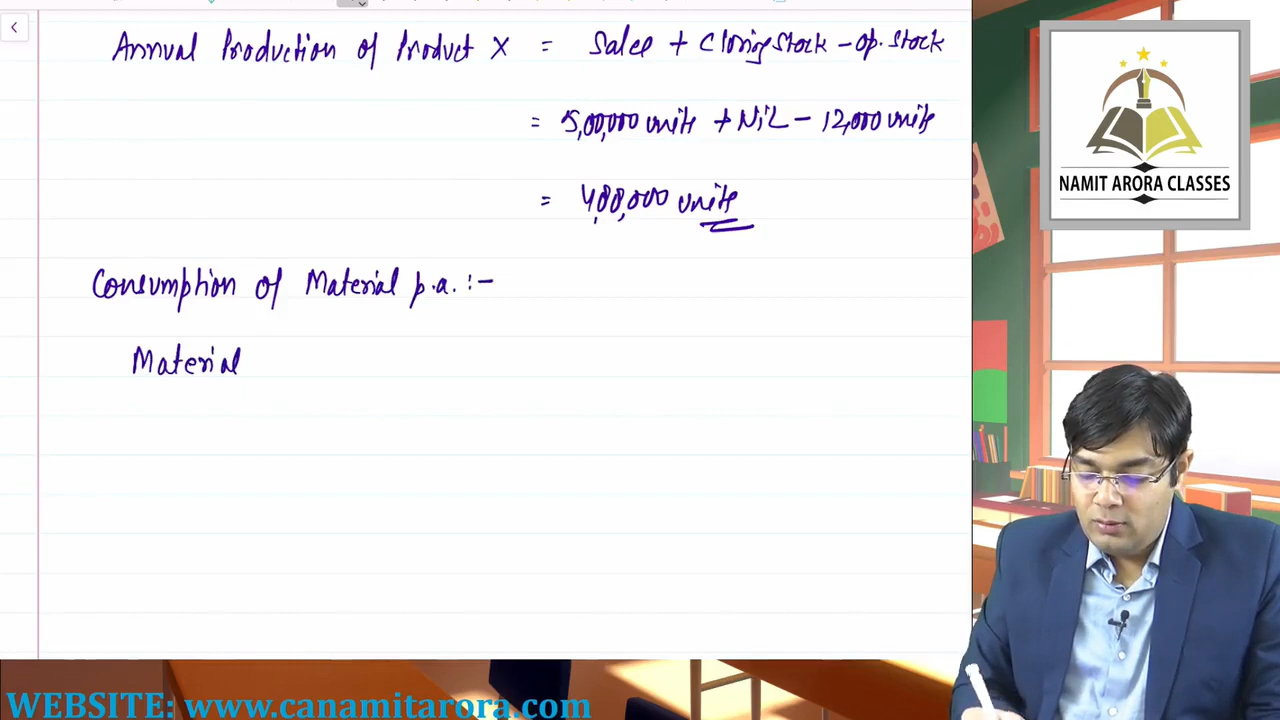 Annual Production of Product X = Sales + Closing Stock - Op. Stock
= 5,00,000 units + Nil - 12,000 units
= 4,88,000 units
Consumption of Material p.a. :-
Material
NAMIT ARORA CLASSES
WEBSITE: www.canamitarora.com